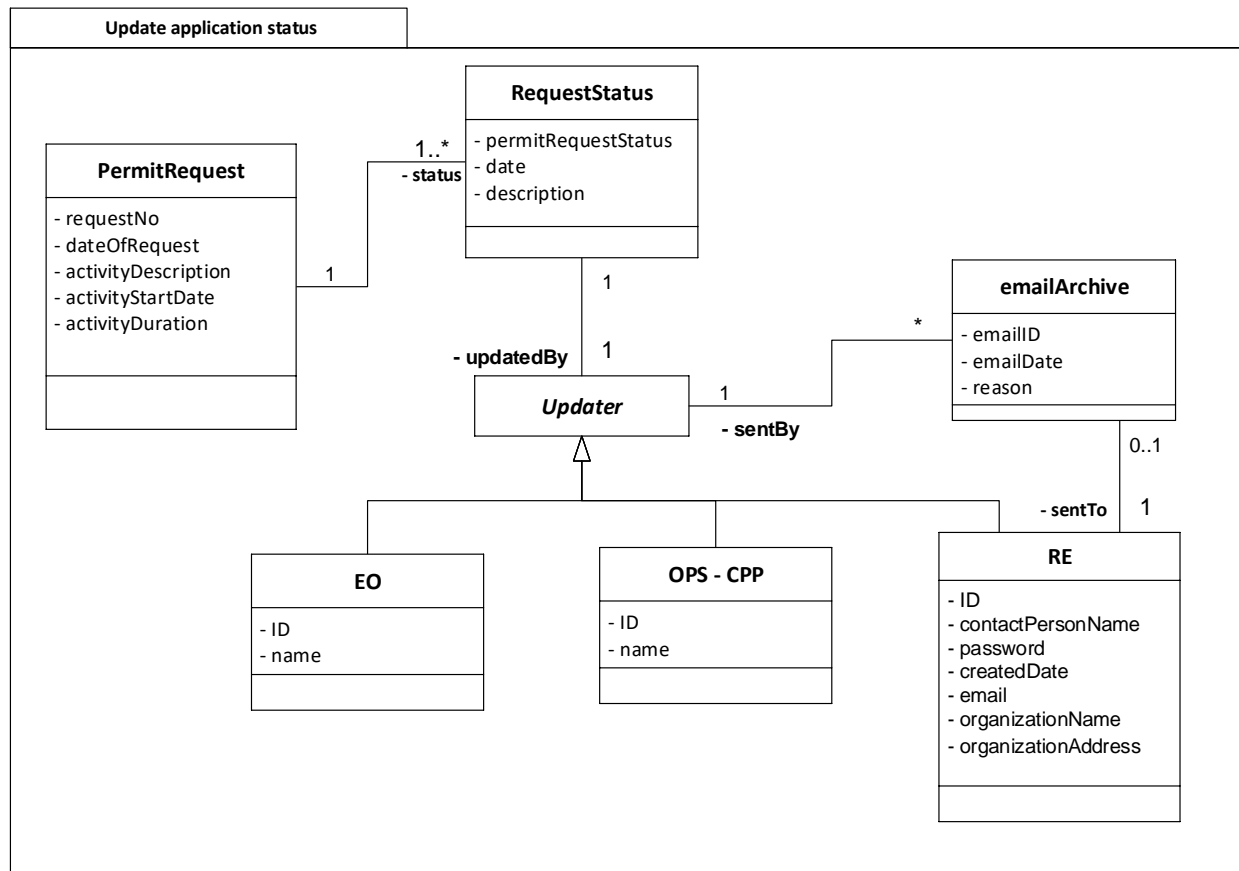 Update application status
RequestStatus
- permitRequestStatus
- date
- description
1..*
- status
PermitRequest
- requestNo
- dateOfRequest
- activityDescription
- activityStartDate
- activityDuration
1
1
emailArchive
- emailID
- emailDate
- reason
*
- updatedBy
1
Updater
1
- sentBy
0..1
- sentTo
1
EO
- ID
- name
OPS - CPP
- ID
- name
RE
- ID
- contactPersonName
- password
- createdDate
- email
- organizationName
- organizationAddress